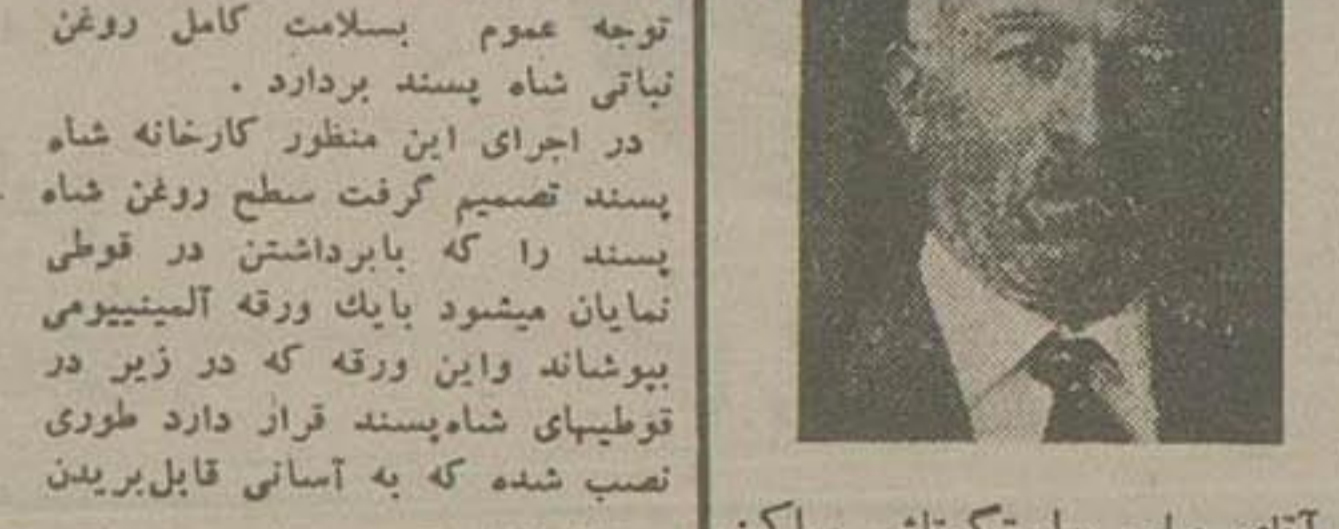 توجه عموم بسلامت کامل روغن
نباتی شاه پسند بردارد .
در اجرای این منظور کارخانه شاه
پسند تصمیم گرفت سطح روغن شاه
پسند را که بابرداشتن در قوطی
نمایان میشود بایك ورقه آلمینییومی
بپوشاند واین ورقه که در زیر در
قوطیهای شاه‌پسند قرار دارد طوری
نصب شده که به آسانی قابل‌بریدن